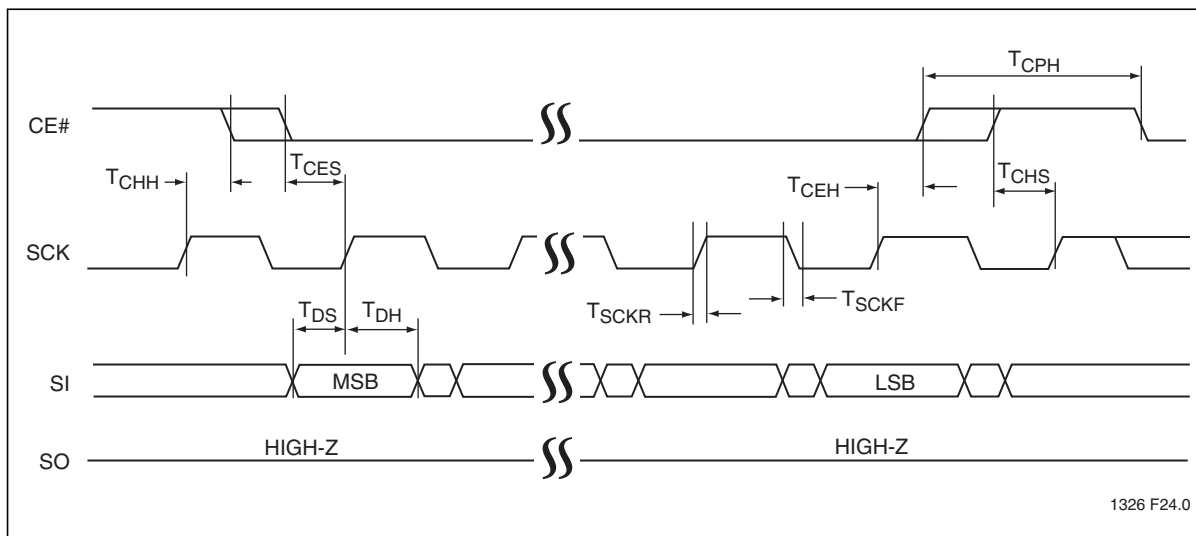 TCPH
CE#
TCHH
TCES
TCEH
TCHS
SCK
TDS
TDH
TSCKR
TSCKF
SI
MSB
LSB
HIGH-Z
HIGH-Z
SO
1326 F24.0